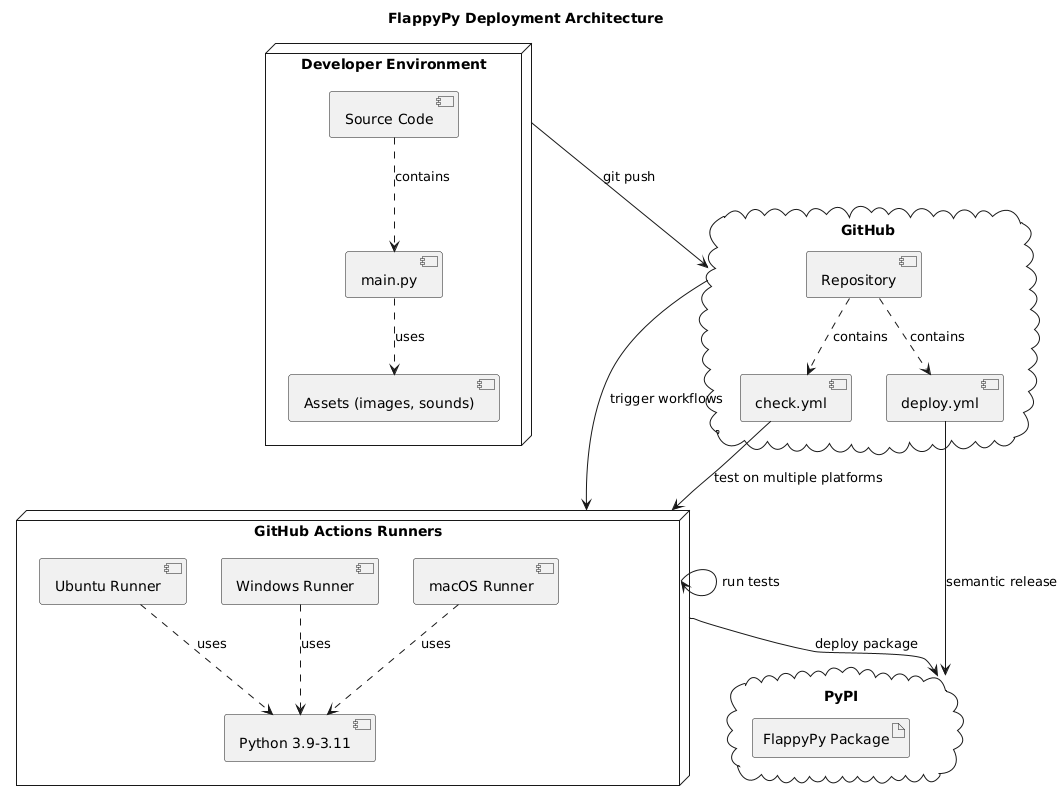 FlappyPy Deployment Architecture
Developer Environment
Source Code
contains
main.py
uses
Assets (images, sounds)
git push
GitHub
Repository
contains
contains
check.yml
deploy.yml
trigger workflows
test on multiple platforms
GitHub Actions Runners
Ubuntu Runner
Windows Runner
macOS Runner
uses
uses
uses
Python 3.9-3.11
run tests
semantic release
deploy package
PyPI
FlappyPy Package